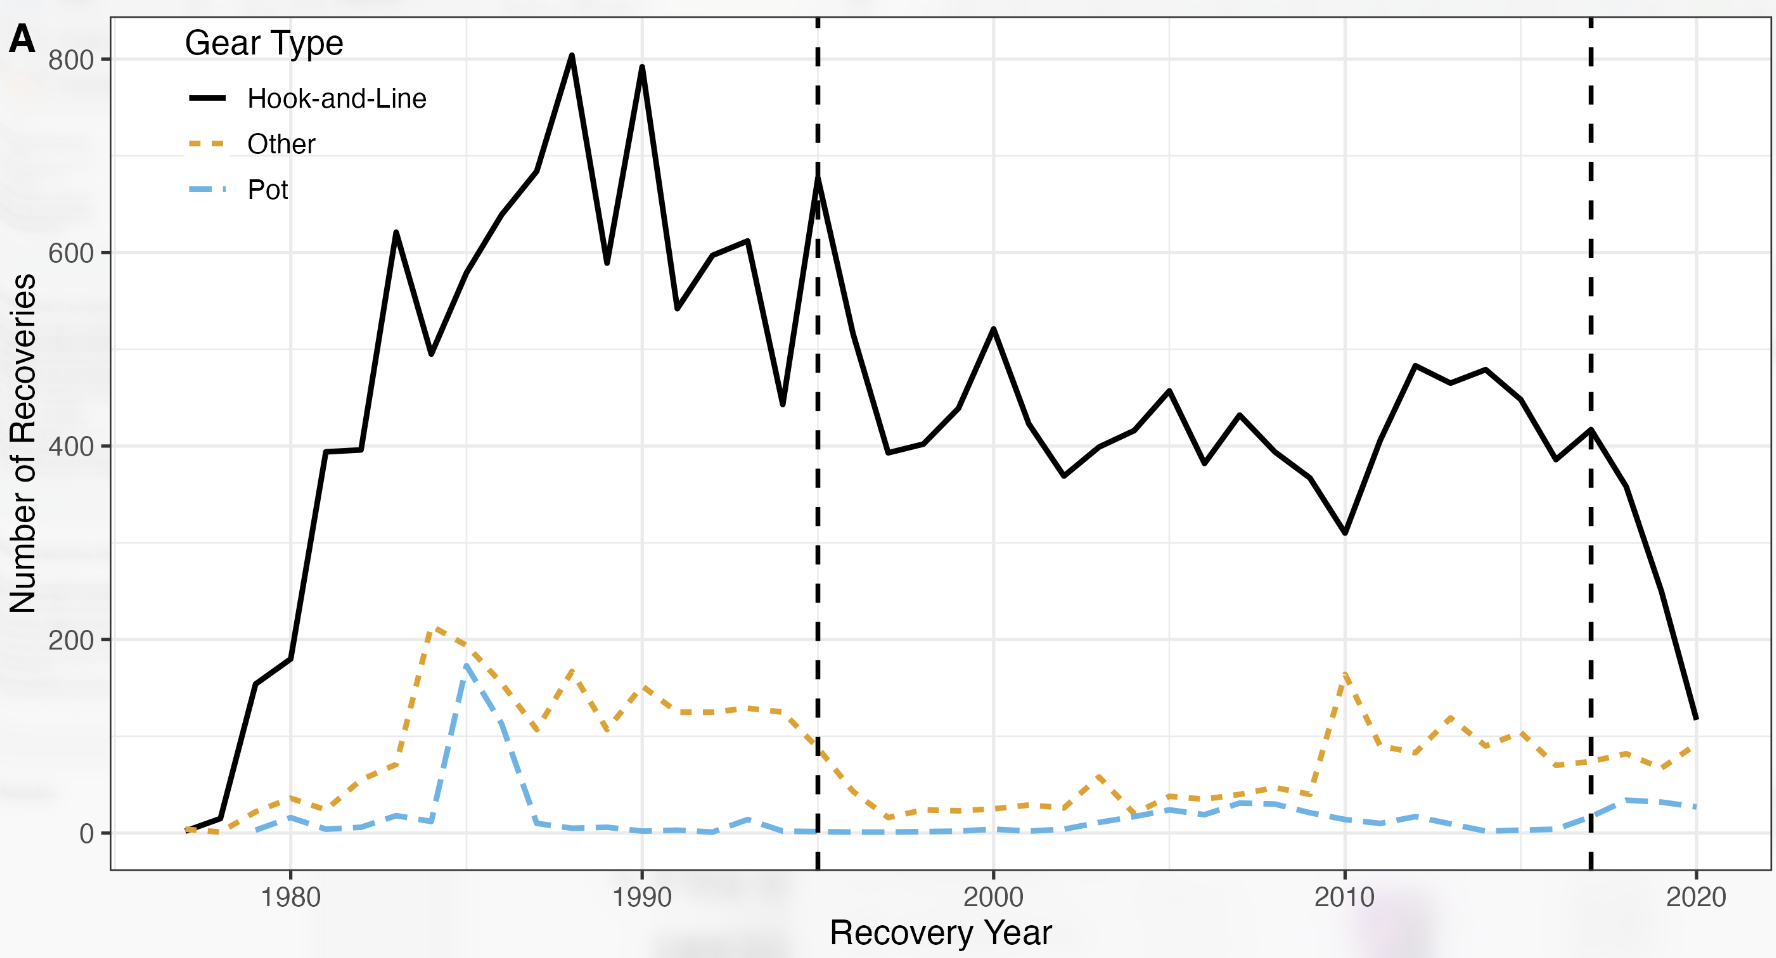 A
Gear Type
Hook-and-Line
Other
Pot
Number of Recoveries
800
600
400
200
0
1980 1990 2000 2010 2020
Recovery Year